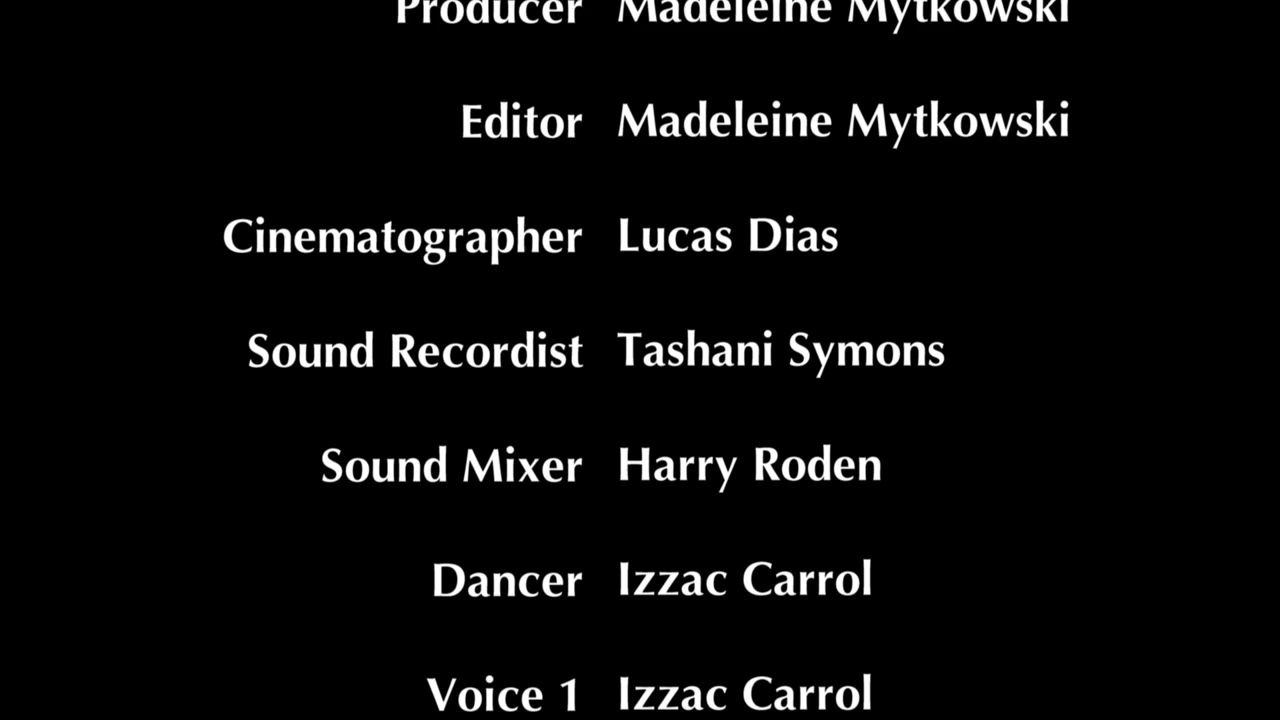 Producer Madeleine Mytkowski
Editor Madeleine Mytkowski
Cinematographer Lucas Dias
Sound Recordist Tashani Symons
Sound Mixer Harry Roden
Dancer Izzac Carrol
Voice 1 Izzac Carrol